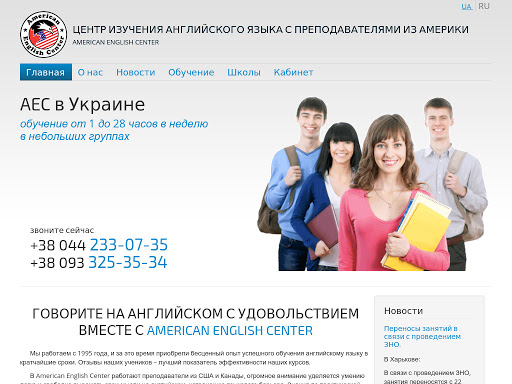 UA RU
American English Center
ЦЕНТР ИЗУЧЕНИЯ АНГЛИЙСКОГО ЯЗЫКА С ПРЕПОДАВАТЕЛЯМИ ИЗ АМЕРИКИ
AMERICAN ENGLISH CENTER
Главная О нас Новости Обучение Школы Кабинет
АЕС в Украине
обучение от 1 до 28 часов в неделю
в небольших группах
звоните сейчас
+38 044 233-07-35
+38 093 325-35-34
ГОВОРИТЕ НА АНГЛИЙСКОМ С УДОВОЛЬСТВИЕМ
ВМЕСТЕ С AMERICAN ENGLISH CENTER
Мы работаем с 1995 года, и за это время приобрели бесценный опыт успешного обучения английскому языку в
кратчайшие сроки. Отзывы наших учеников – лучший показатель эффективности наших курсов.
В American English Center работают преподаватели из США и Канады, огромное внимание уделяется умению
Новости
Переносы занятий в
связи с проведением
ЗНО.
В Харькове:
В связи с проведением ЗНО,
занятия переносятся с 22